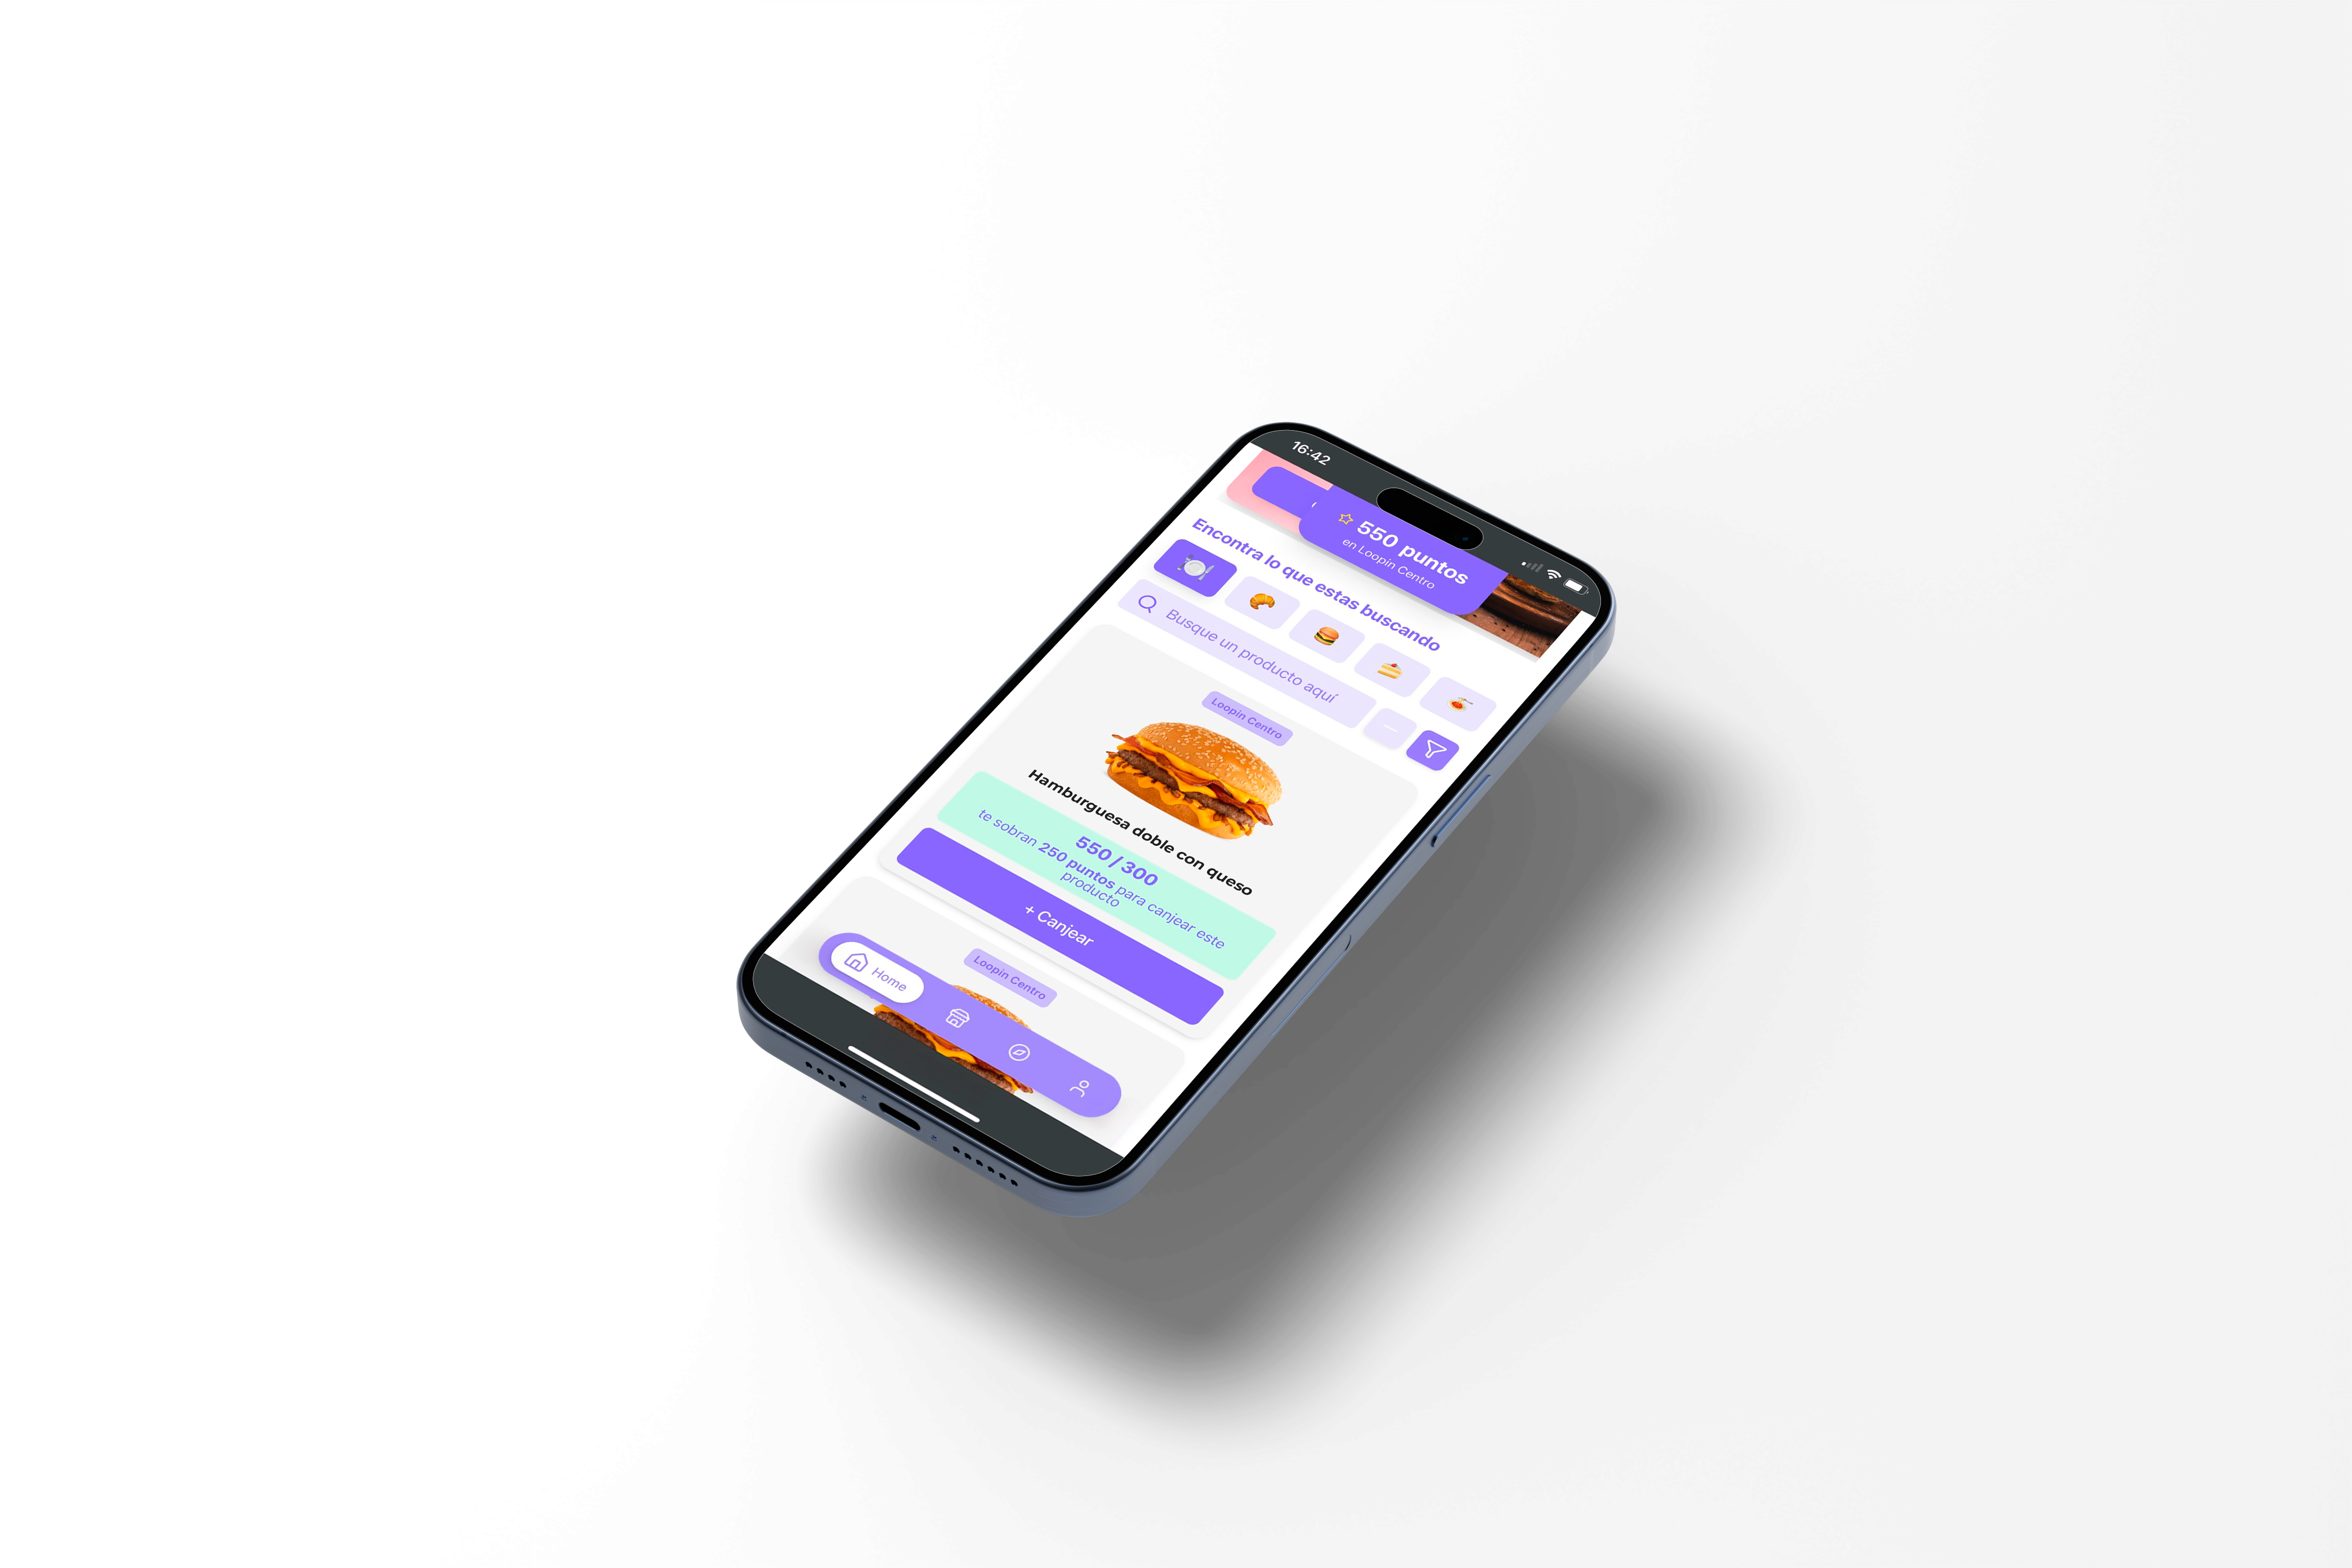 16:42
550 puntos
en Loopin Centro
Encontra lo que estas buscando
Busque un producto aquí
Loopin Centro
Hamburguesa doble con queso
550 / 300
te sobran 250 puntos para canjear este
producto
+ Canjear
Loopin Centro
Home